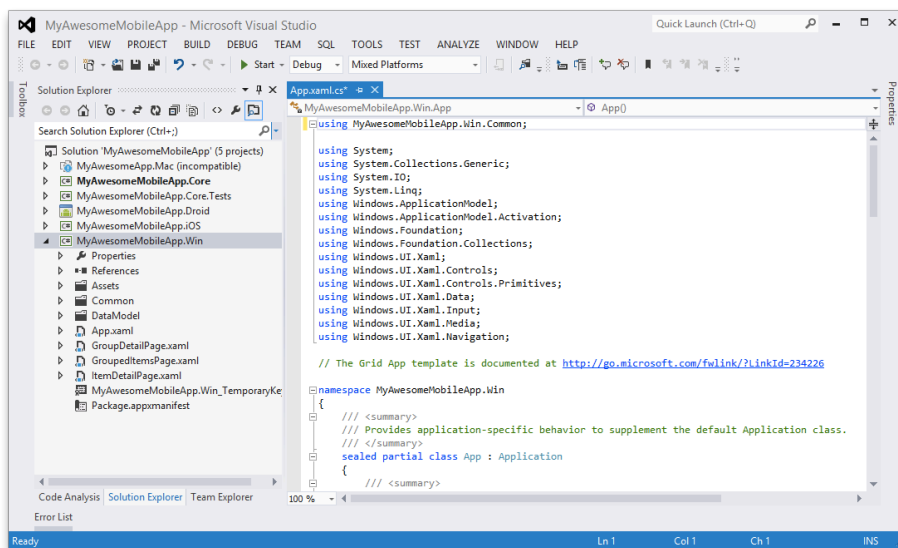 MyAwesomeMobileApp - Microsoft Visual Studio
Quick Launch (Ctrl+Q)
FILE EDIT VIEW PROJECT BUILD DEBUG TEAM SQL TOOLS TEST ANALYZE WINDOW HELP
Start Debug Mixed Platforms
Toolbox
Solution Explorer
Search Solution Explorer (Ctrl+;)
Solution 'MyAwesomeMobileApp' (5 projects)
MyAwesomeApp.Mac (incompatible)
MyAwesomeMobileApp.Core
MyAwesomeMobileApp.Core.Tests
MyAwesomeMobileApp.Droid
MyAwesomeMobileApp.iOS
MyAwesomeMobileApp.Win
Properties
References
Assets
Common
DataModel
App.xaml
GroupDetailPage.xaml
GroupedItemsPage.xaml
ItemDetailPage.xaml
MyAwesomeMobileApp.Win_TemporaryKe
Package.appxmanifest
Code Analysis Solution Explorer Team Explorer
Error List
App.xaml.cs*
MyAwesomeMobileApp.Win.App App()
using MyAwesomeMobileApp.Win.Common;
using System;
using System.Collections.Generic;
using System.IO;
using System.Linq;
using Windows.ApplicationModel;
using Windows.ApplicationModel.Activation;
using Windows.Foundation;
using Windows.Foundation.Collections;
using Windows.UI.Xaml;
using Windows.UI.Xaml.Controls;
using Windows.UI.Xaml.Controls.Primitives;
using Windows.UI.Xaml.Data;
using Windows.UI.Xaml.Input;
using Windows.UI.Xaml.Media;
using Windows.UI.Xaml.Navigation;
// The Grid App template is documented at http://go.microsoft.com/fwlink/?LinkId=234226
namespace MyAwesomeMobileApp.Win
{
/// <summary>
/// Provides application-specific behavior to supplement the default Application class.
/// </summary>
sealed partial class App : Application
{
/// <summary>
100 %
Properties
Ready Ln 1 Col 1 Ch 1 INS